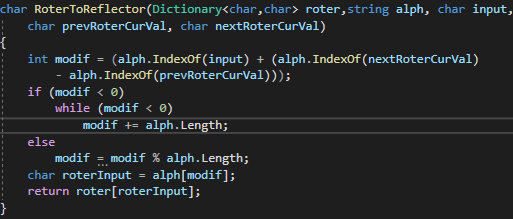 char RoterToReflector(Dictionary<char,char> roter,string alph, char input,
char prevRoterCurVal, char nextRoterCurVal)
{
int modif = (alph.IndexOf(input) + (alph.IndexOf(nextRoterCurVal)
- alph.IndexOf(prevRoterCurVal)));
if (modif < 0)
while (modif < 0)
modif += alph.Length;
else
modif = modif % alph.Length;
char roterInput = alph[modif];
return roter[roterInput];
}